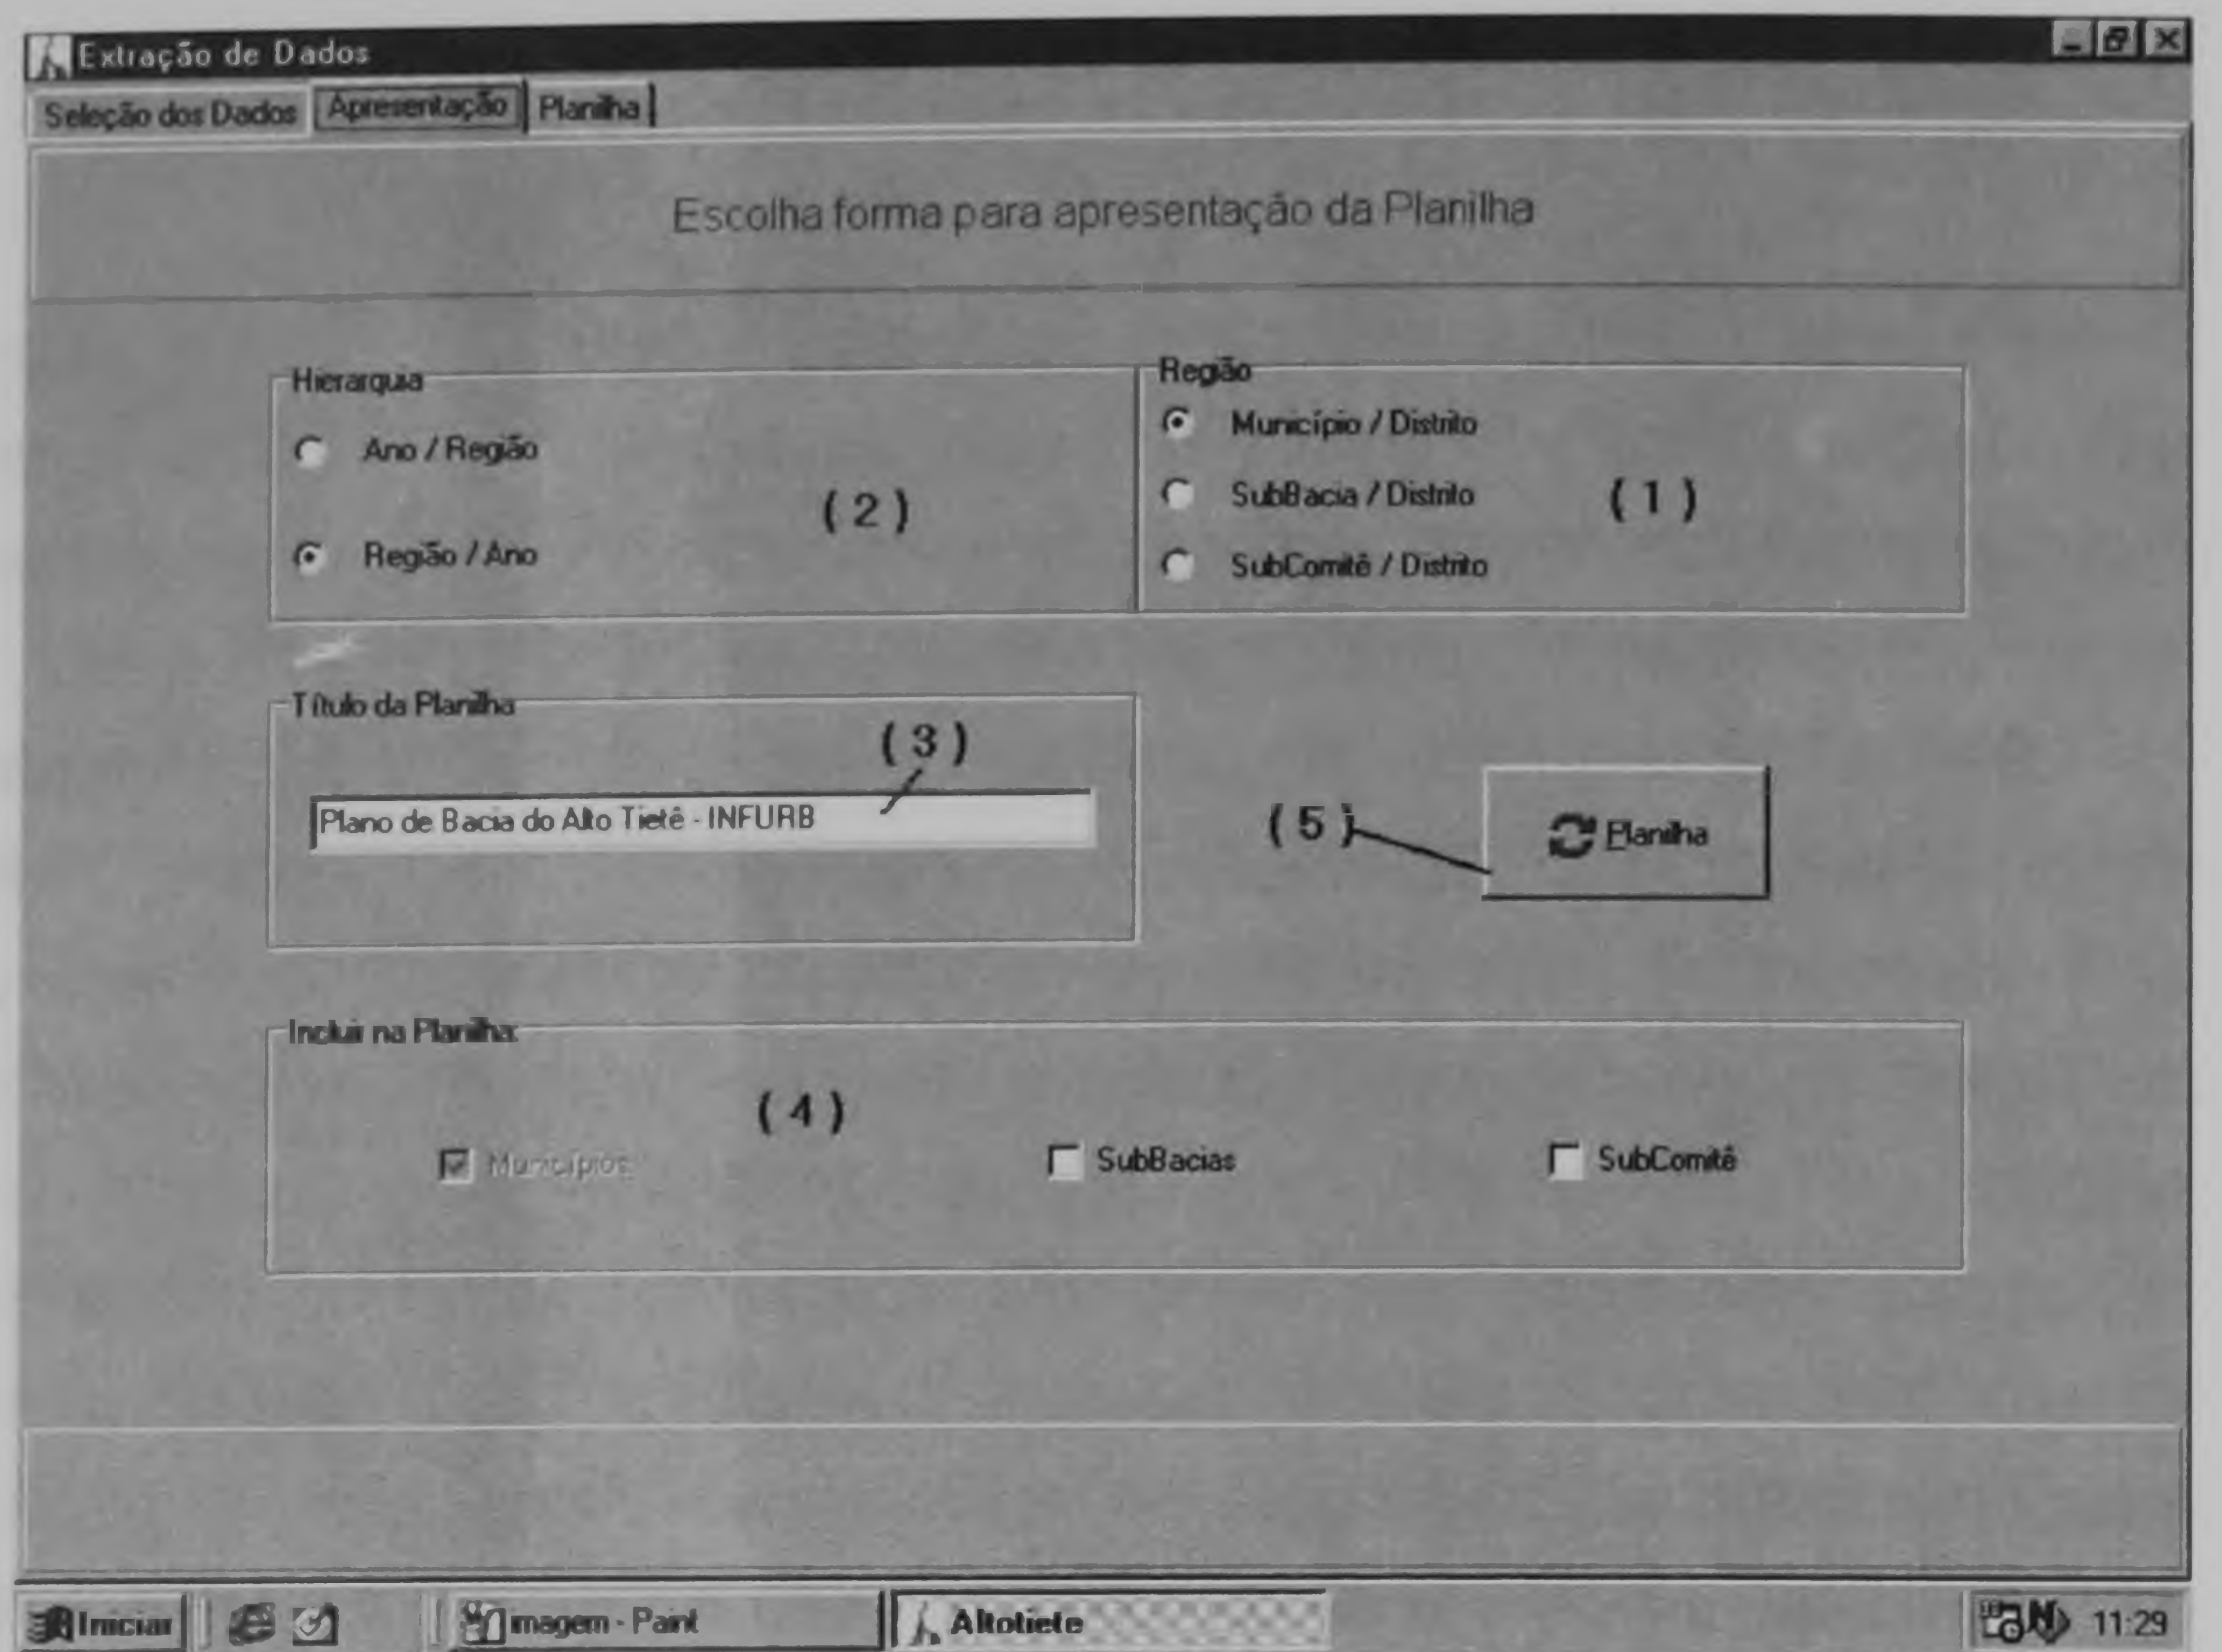 Extração de Dados
Seleção dos Dados Apresentação Planilha
Escolha forma para apresentação da Planilha
Hierarquia
Ano / Região
Região / Ano
( 2 )
Região
Município / Distrito
SubBacia / Distrito
SubComitê / Distrito
( 1 )
Título da Planilha
( 3 )
Plano de Bacia do Alto Tietê - INFURB
( 5 )
Planilha
Incluir na Planilha:
( 4 )
Municípios
SubBacias
SubComitê
Iniciar
imagem - Paint
Altotiete
11:29